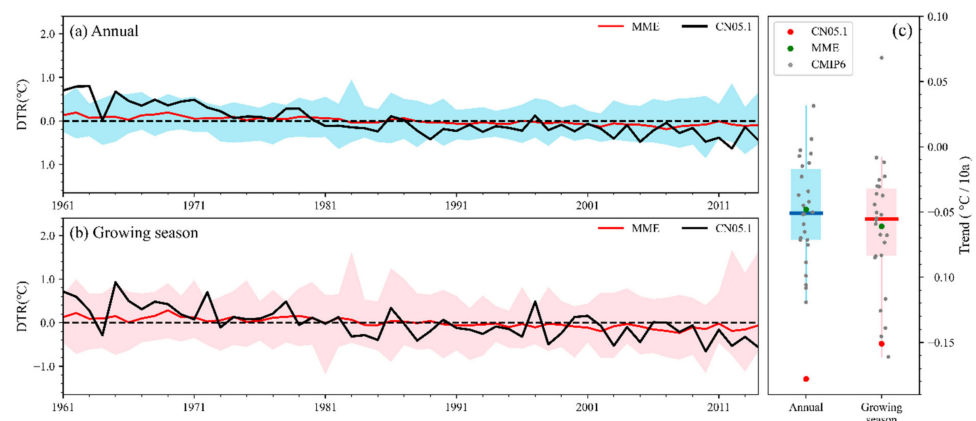 (a) Annual
MME
CN05.1
2.0
1.0
0.0
1.0
DTR(°C)
1961
1971
1981
1991
2001
2011
(b) Growing season
MME
CN05.1
2.0
1.0
0.0
−1.0
DTR(°C)
1961
1971
1981
1991
2001
2011
(c)
CN05.1
MME
CMIP6
0.10
0.05
0.00
−0.05
0.10
−0.15
Trend ( °C / 10a )
Annual
Growing
season